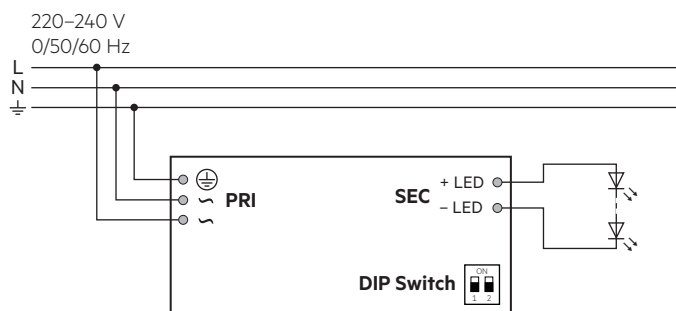 220–240 V
0/50/60 Hz
L
N
+ LED
PRI
SEC
– LED
ON
DIP Switch
1 2